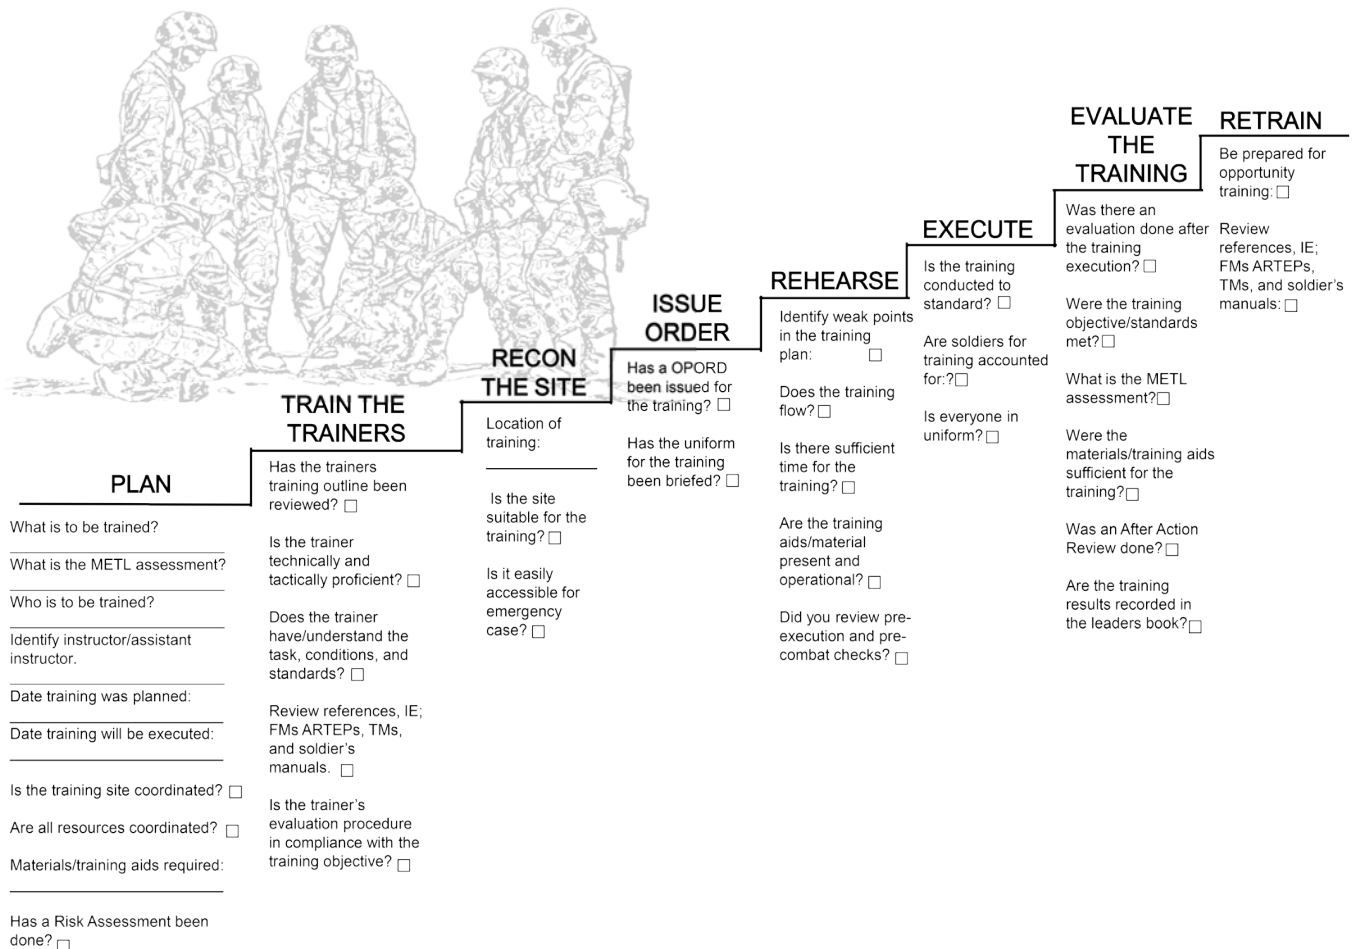 PLAN
What is to be trained?
What is the METL assessment?
Who is to be trained?
Identify instructor/assistant
instructor.
Date training was planned:
Date training will be executed:
Is the training site coordinated?
Are all resources coordinated?
Materials/training aids required:
Has a Risk Assessment been
done?
TRAIN THE
TRAINERS
Has the trainers
training outline been
reviewed?
Is the trainer
technically and
tactically proficient?
Does the trainer
have/understand the
task, conditions, and
standards?
Review references, IE;
FMs ARTEPs, TMs,
and soldier's
manuals.
Is the trainer's
evaluation procedure
in compliance with the
training objective?
RECON
THE SITE
Location of
training:
Is the site
suitable for the
training?
Is it easily
accessible for
emergency
case?
ISSUE
ORDER
Has a OPORD
been issued for
the training?
Has the uniform
for the training
been briefed?
REHEARSE
Identify weak points
in the training
plan:
Does the training
flow?
Is there sufficient
time for the
training?
Are the training
aids/material
present and
operational?
Did you review pre-
execution and pre-
combat checks?
EXECUTE
Is the training
conducted to
standard?
Are soldiers for
training accounted
for:?
Is everyone in
uniform?
EVALUATE
THE
TRAINING
Was there an
evaluation done after
the training
execution?
Were the training
objective/standards
met?
What is the METL
assessment?
Were the
materials/training aids
sufficient for the
training?
Was an After Action
Review done?
Are the training
results recorded in
the leaders book?
RETRAIN
Be prepared for
opportunity
training:
Review
references, IE;
FMs ARTEPs,
TMs, and soldier's
manuals: